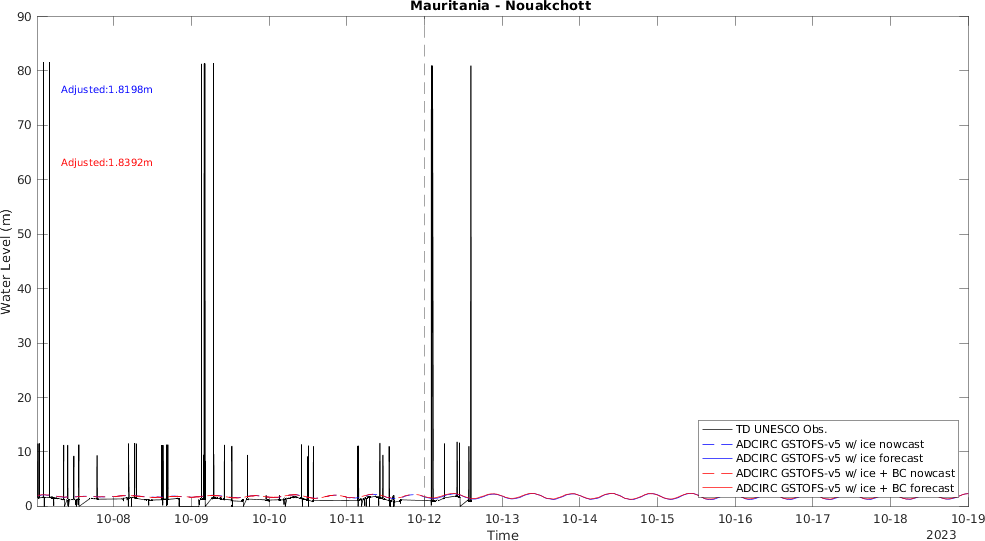 Mauritania - Nouakchott
90
80
70
60
50
40
30
20
10
0
Water Level (m)
Adjusted:1.8198m
Adjusted:1.8392m
TD UNESCO Obs.
ADCIRC GSTOFS-v5 w/ ice nowcast
ADCIRC GSTOFS-v5 w/ ice forecast
ADCIRC GSTOFS-v5 w/ ice + BC nowcast
ADCIRC GSTOFS-v5 w/ ice + BC forecast
10-08 10-09 10-10 10-11 10-12 10-13 10-14 10-15 10-16 10-17 10-18 10-19
Time
2023